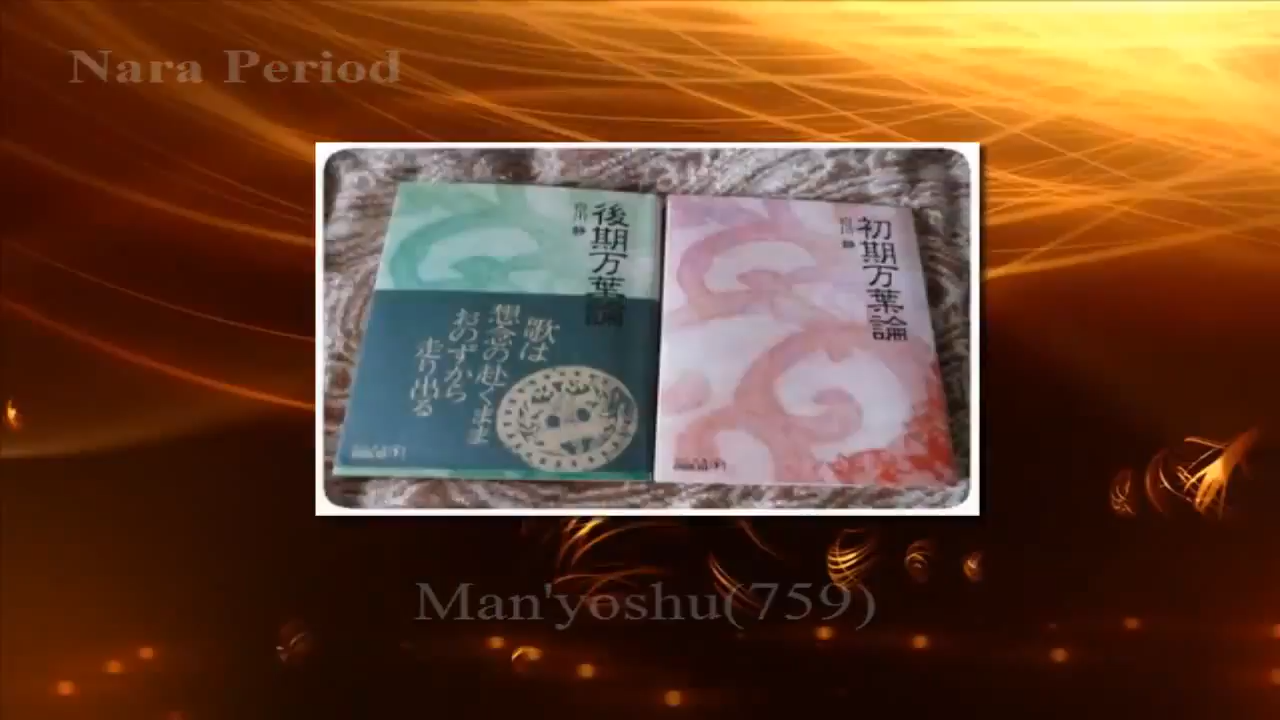 Nara Period
後期万葉論
初期万葉論
歌は
想念の赴くまま
おのずから
走り出る
Man'yoshu(759)